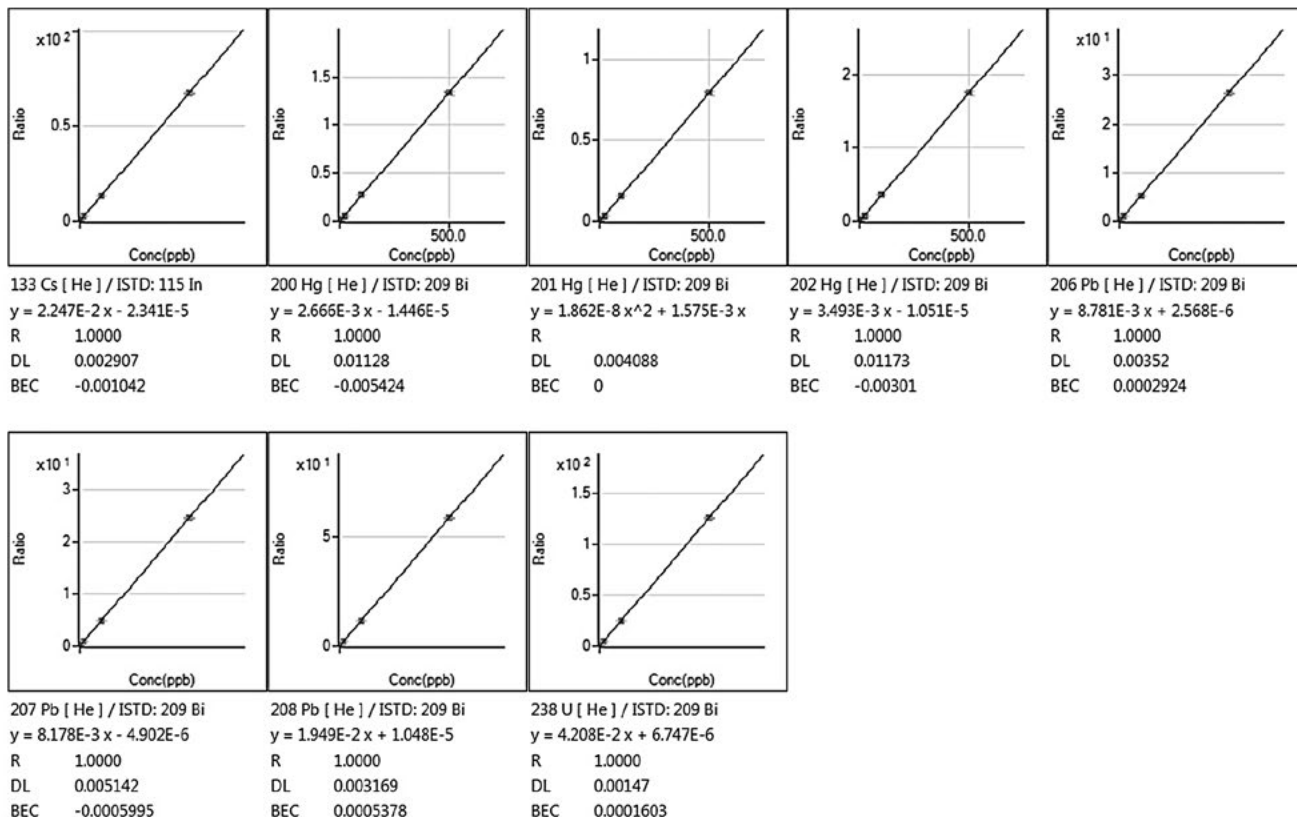 x10 2
Ratio
0.5
0
Conc(ppb)
133 Cs [ He ] / ISTD: 115 In
y = 2.247E-2 x - 2.341E-5
R 1.0000
DL 0.002907
BEC -0.001042
Ratio
1.5
1
0.5
0
500.0
Conc(ppb)
200 Hg [ He ] / ISTD: 209 Bi
y = 2.666E-3 x - 1.446E-5
R 1.0000
DL 0.01128
BEC -0.005424
Ratio
1
0.5
0
500.0
Conc(ppb)
201 Hg [ He ] / ISTD: 209 Bi
y = 1.862E-8 x^2 + 1.575E-3 x
R
DL 0.004088
BEC 0
Ratio
2
1
0
500.0
Conc(ppb)
202 Hg [ He ] / ISTD: 209 Bi
y = 3.493E-3 x - 1.051E-5
R 1.0000
DL 0.01173
BEC -0.00301
x10 1
Ratio
3
2
1
0
Conc(ppb)
206 Pb [ He ] / ISTD: 209 Bi
y = 8.781E-3 x + 2.568E-6
R 1.0000
DL 0.00352
BEC 0.0002924
x10 1
Ratio
3
2
1
0
Conc(ppb)
207 Pb [ He ] / ISTD: 209 Bi
y = 8.178E-3 x - 4.902E-6
R 1.0000
DL 0.005142
BEC -0.0005995
x10 1
Ratio
5
0
Conc(ppb)
208 Pb [ He ] / ISTD: 209 Bi
y = 1.949E-2 x + 1.048E-5
R 1.0000
DL 0.003169
BEC 0.0005378
x10 2
Ratio
1.5
1
0.5
0
Conc(ppb)
238 U [ He ] / ISTD: 209 Bi
y = 4.208E-2 x + 6.747E-6
R 1.0000
DL 0.00147
BEC 0.0001603